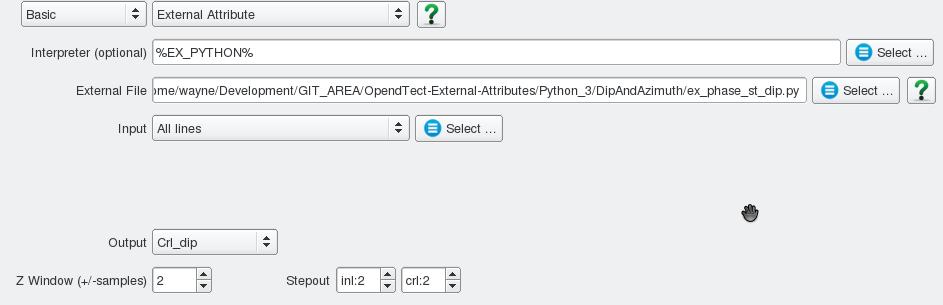 Basic External Attribute ?
Interpreter (optional) %EX_PYTHON% Select ...
External File ome/wayne/Development/GIT_AREA/OpendTect-External-Attributes/Python_3/DipAndAzimuth/ex_phase_st_dip.py Select ... ?
Input All lines Select ...
Output Crl_dip
Z Window (+/-samples) 2 Stepout inl:2 crl:2